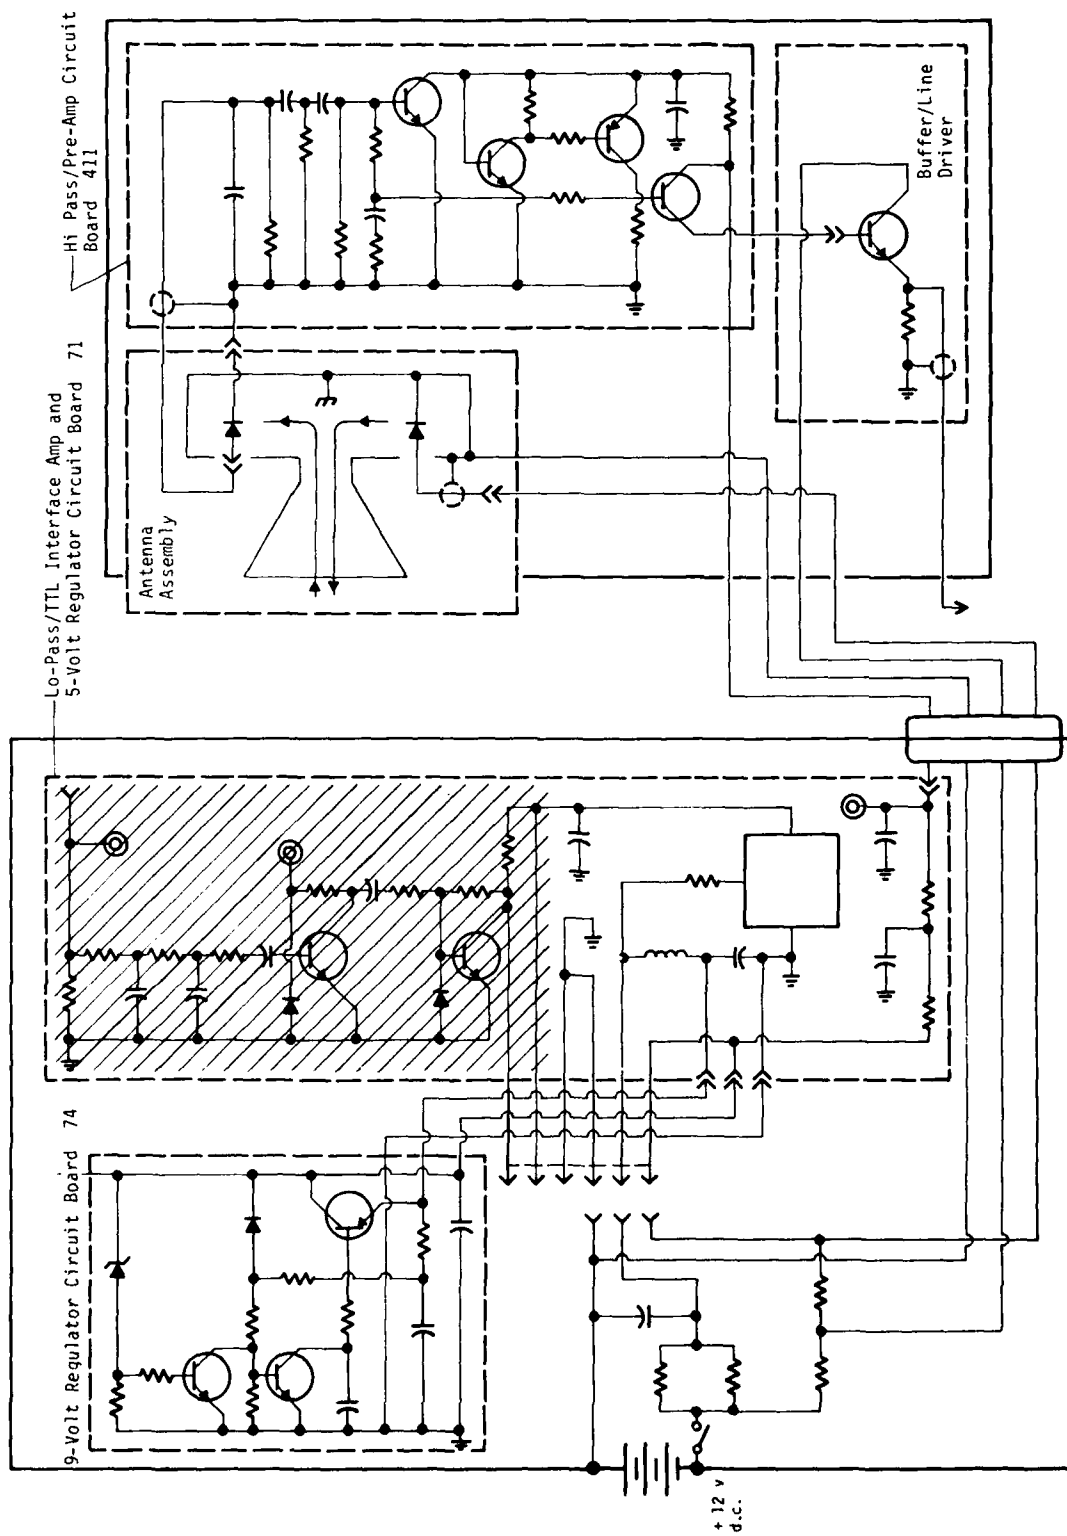 Hi Pass/Pre-Amp Circuit
Board 411
Lo-Pass/TTL Interface Amp and
5-Volt Regulator Circuit Board 71
Antenna
Assembly
Buffer/Line
Driver
9-Volt Regulator Circuit Board 74
+ 12 v
d.c.